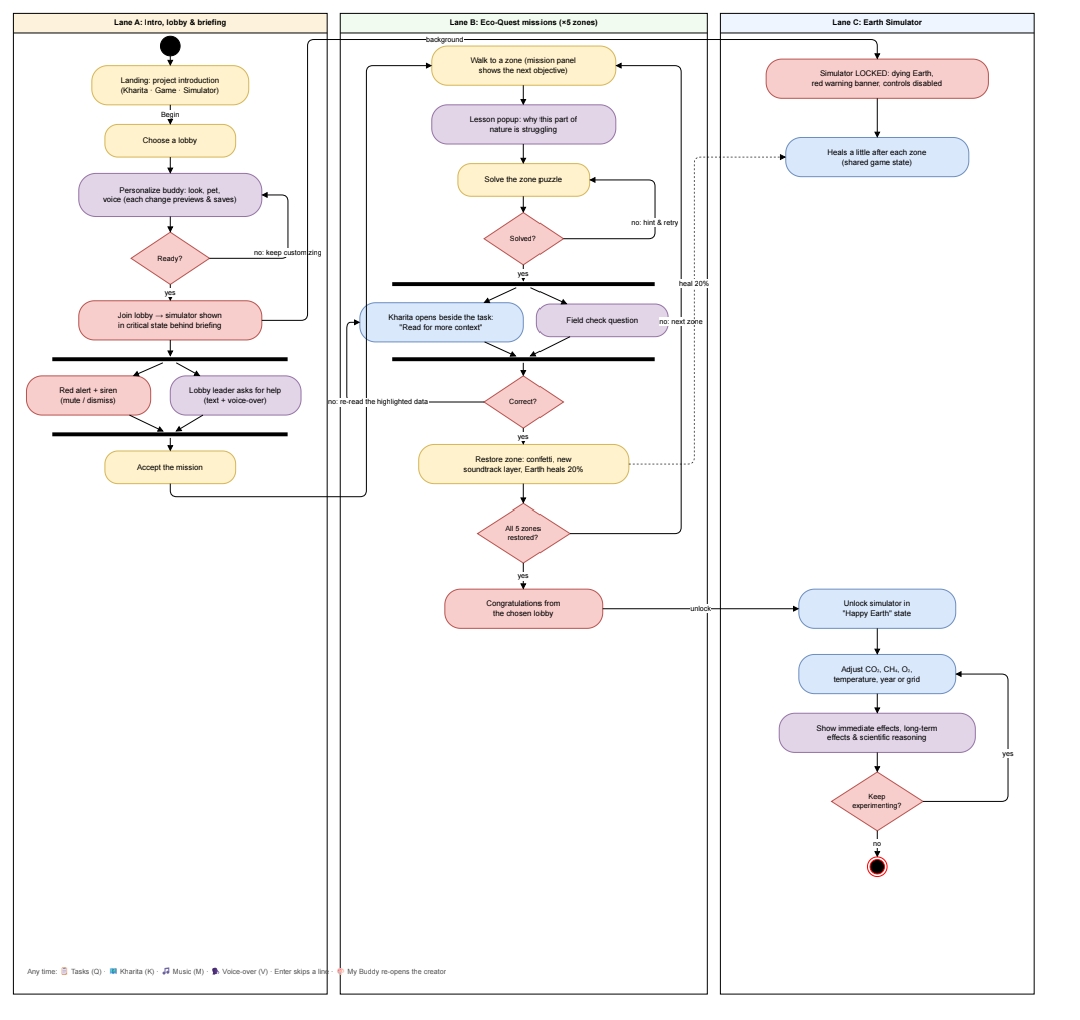 Lane A: Intro, lobby & briefing
Landing: project introduction
(Kharita · Game · Simulator)
Begin
Choose a lobby
Personalize buddy: look, pet,
voice (each change previews & saves)
Ready?
no: keep customizing
yes
Join lobby → simulator shown
in critical state behind briefing
Red alert + siren
(mute / dismiss)
Lobby leader asks for help
(text + voice-over)
Accept the mission
Lane B: Eco-Quest missions (×5 zones)
background
Walk to a zone (mission panel
shows the next objective)
Lesson popup: why this part of
nature is struggling
Solve the zone puzzle
no: hint & retry
Solved?
yes
heal 20%
Kharita opens beside the task:
"Read for more context"
Field check question
no: next zone
no: re-read the highlighted data
Correct?
yes
Restore zone: confetti, new
soundtrack layer, Earth heals 20%
All 5 zones
restored?
yes
Congratulations from
the chosen lobby
unlock
Lane C: Earth Simulator
Simulator LOCKED: dying Earth,
red warning banner, controls disabled
Heals a little after each zone
(shared game state)
Unlock simulator in
"Happy Earth" state
Adjust CO₂, CH₄, O₂,
temperature, year or grid
Show immediate effects, long-term
effects & scientific reasoning
yes
Keep
experimenting?
no
Any time: Tasks (Q) · Kharita (K) · Music (M) · Voice-over (V) · Enter skips a line · My Buddy re-opens the creator